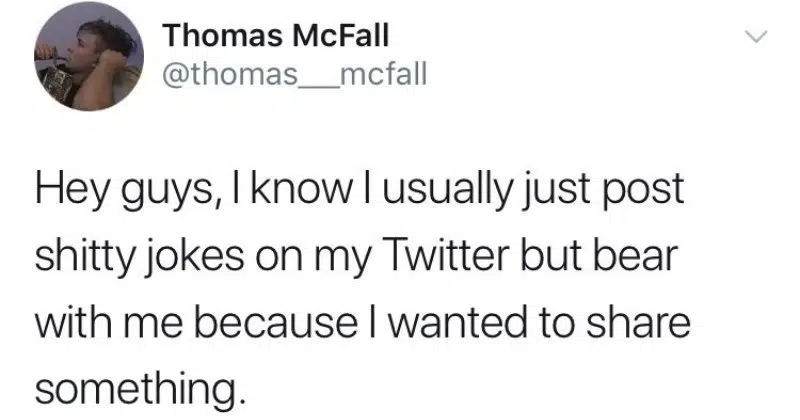 Thomas McFall
@thomas__mcfall
Hey guys, I know I usually just post
shitty jokes on my Twitter but bear
with me because I wanted to share
something.